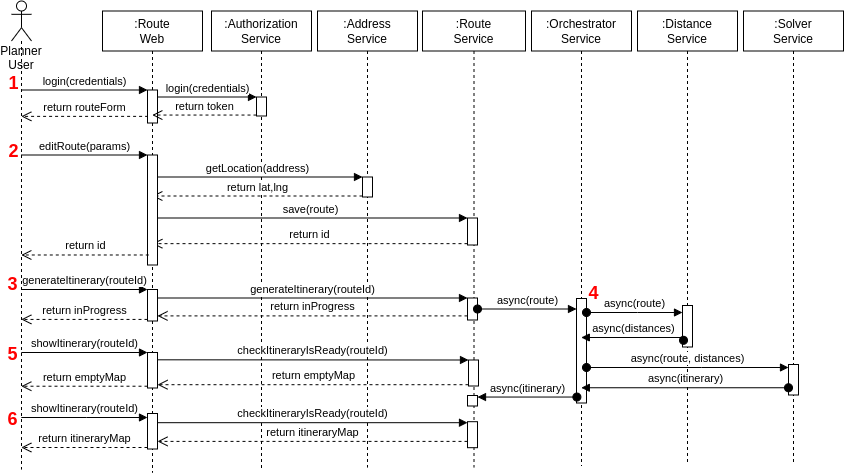 :Route
Web
:Authorization
Service
:Address
Service
:Route
Service
:Orchestrator
Service
:Distance
Service
:Solver
Service
Planner
User
1
login(credentials)
login(credentials)
return routeForm
return token
2
editRoute(params)
getLocation(address)
return lat,lng
save(route)
return id
return id
3
generateItinerary(routeId)
generateItinerary(routeId)
4
async(route)
async(route)
return inProgress
return inProgress
async(distances)
5
showItinerary(routeId)
checkItineraryIsReady(routeId)
async(route, distances)
return emptyMap
return emptyMap
async(itinerary)
async(itinerary)
6
showItinerary(routeId)
checkItineraryIsReady(routeId)
return itineraryMap
return itineraryMap